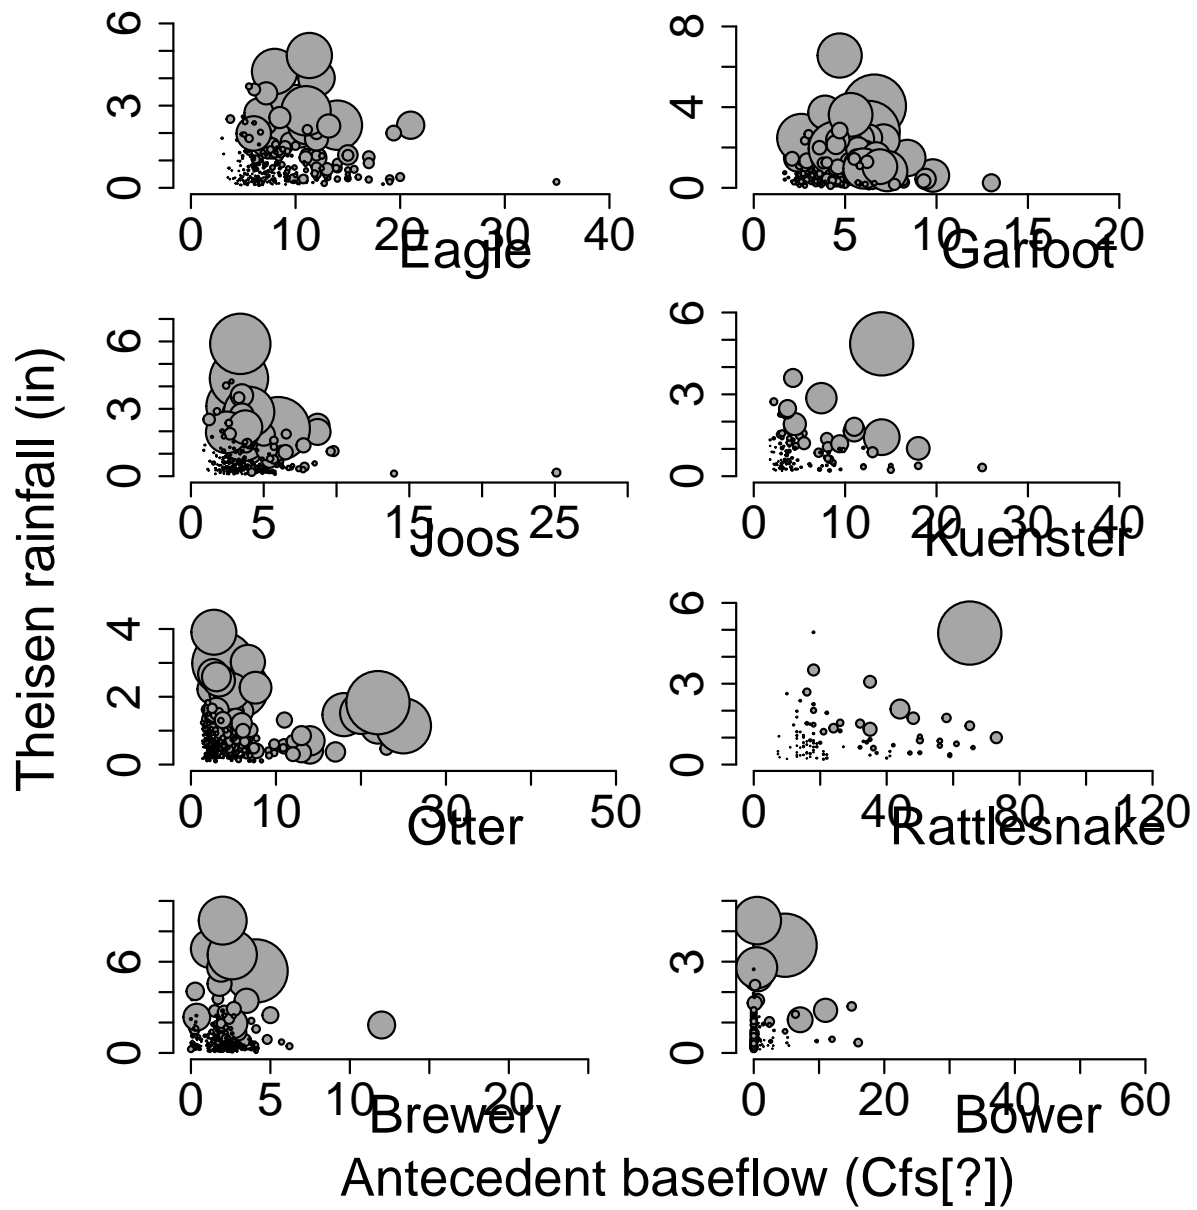 0 3 6
0 4 8
0 10 20 30 40
0 5 10 15 20
Eagle
Garfoot
0 3 6
0 3 6
0 5 15 25
0 10 20 30 40
Joos
Kuenster
Theisen rainfall (in)
0 2 4
0 3 6
0 10 30 50
0 40 80 120
Otter
Rattlesnake
0 6
0 3
0 5 10 20
0 20 40 60
Brewery
Bower
Antecedent baseflow (Cfs[?])